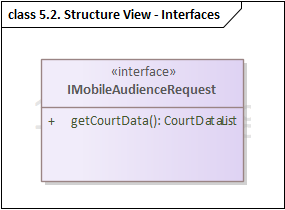 class 5.2. Structure View - Interfaces
«interface»
IMobileAudienceRequest
+ getCourtData(): CourtDataList